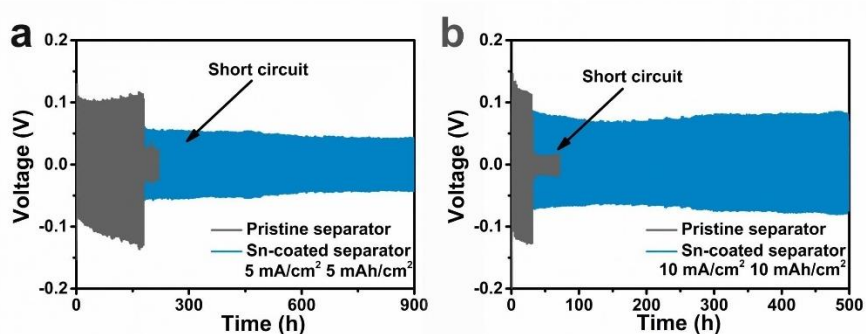 a
0.2
0.1
0.0
-0.1
-0.2
Voltage (V)
Short circuit
Pristine separator
Sn-coated separator
5 mA/cm² 5 mAh/cm²
0 300 600 900
Time (h)
b
0.2
0.1
0.0
-0.1
-0.2
Voltage (V)
Short circuit
Pristine separator
Sn-coated separator
10 mA/cm² 10 mAh/cm²
0 100 200 300 400 500
Time (h)